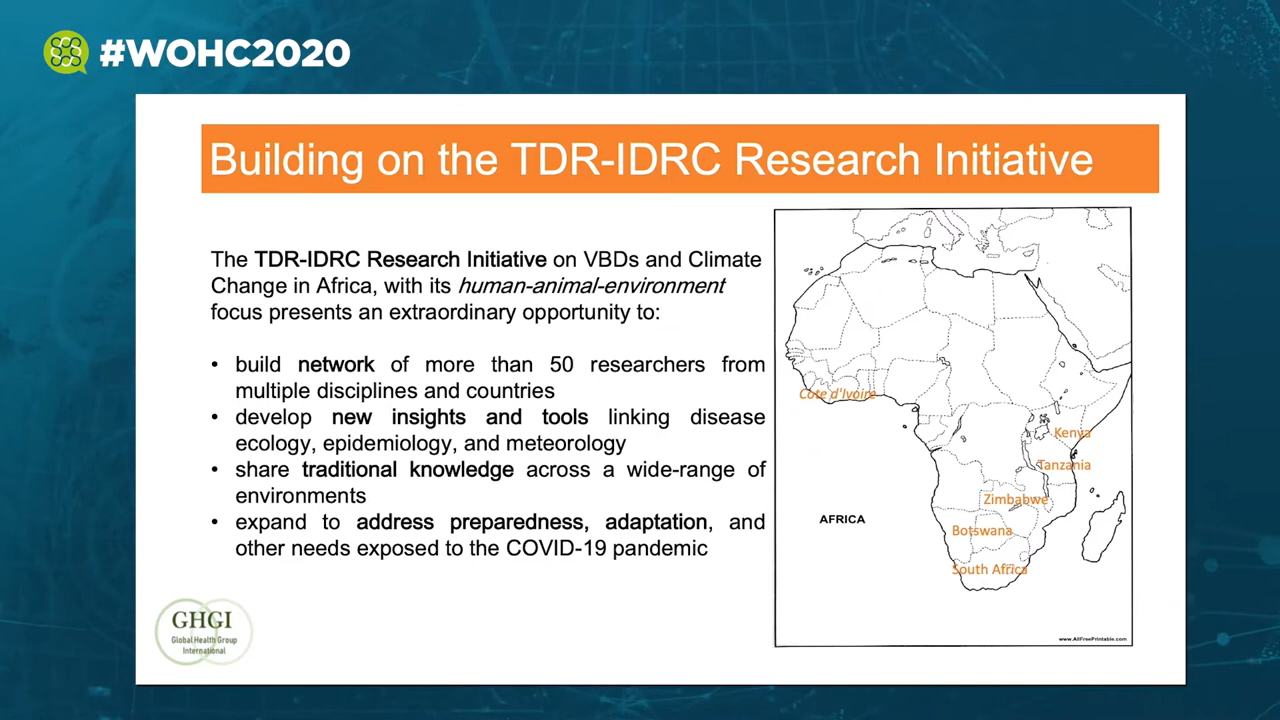 #WOHC2020
Building on the TDR-IDRC Research Initiative
The TDR-IDRC Research Initiative on VBDs and Climate
Change in Africa, with its human-animal-environment
focus presents an extraordinary opportunity to:
• build network of more than 50 researchers from
multiple disciplines and countries
• develop new insights and tools linking disease
ecology, epidemiology, and meteorology
• share traditional knowledge across a wide-range of
environments
• expand to address preparedness, adaptation, and
other needs exposed to the COVID-19 pandemic
Cote d'Ivoire
Kenya
Tanzania
Zimbabwe
AFRICA
Botswana
South Africa
www.AllFreePrintable.com
GHGI
Global Health Group
International